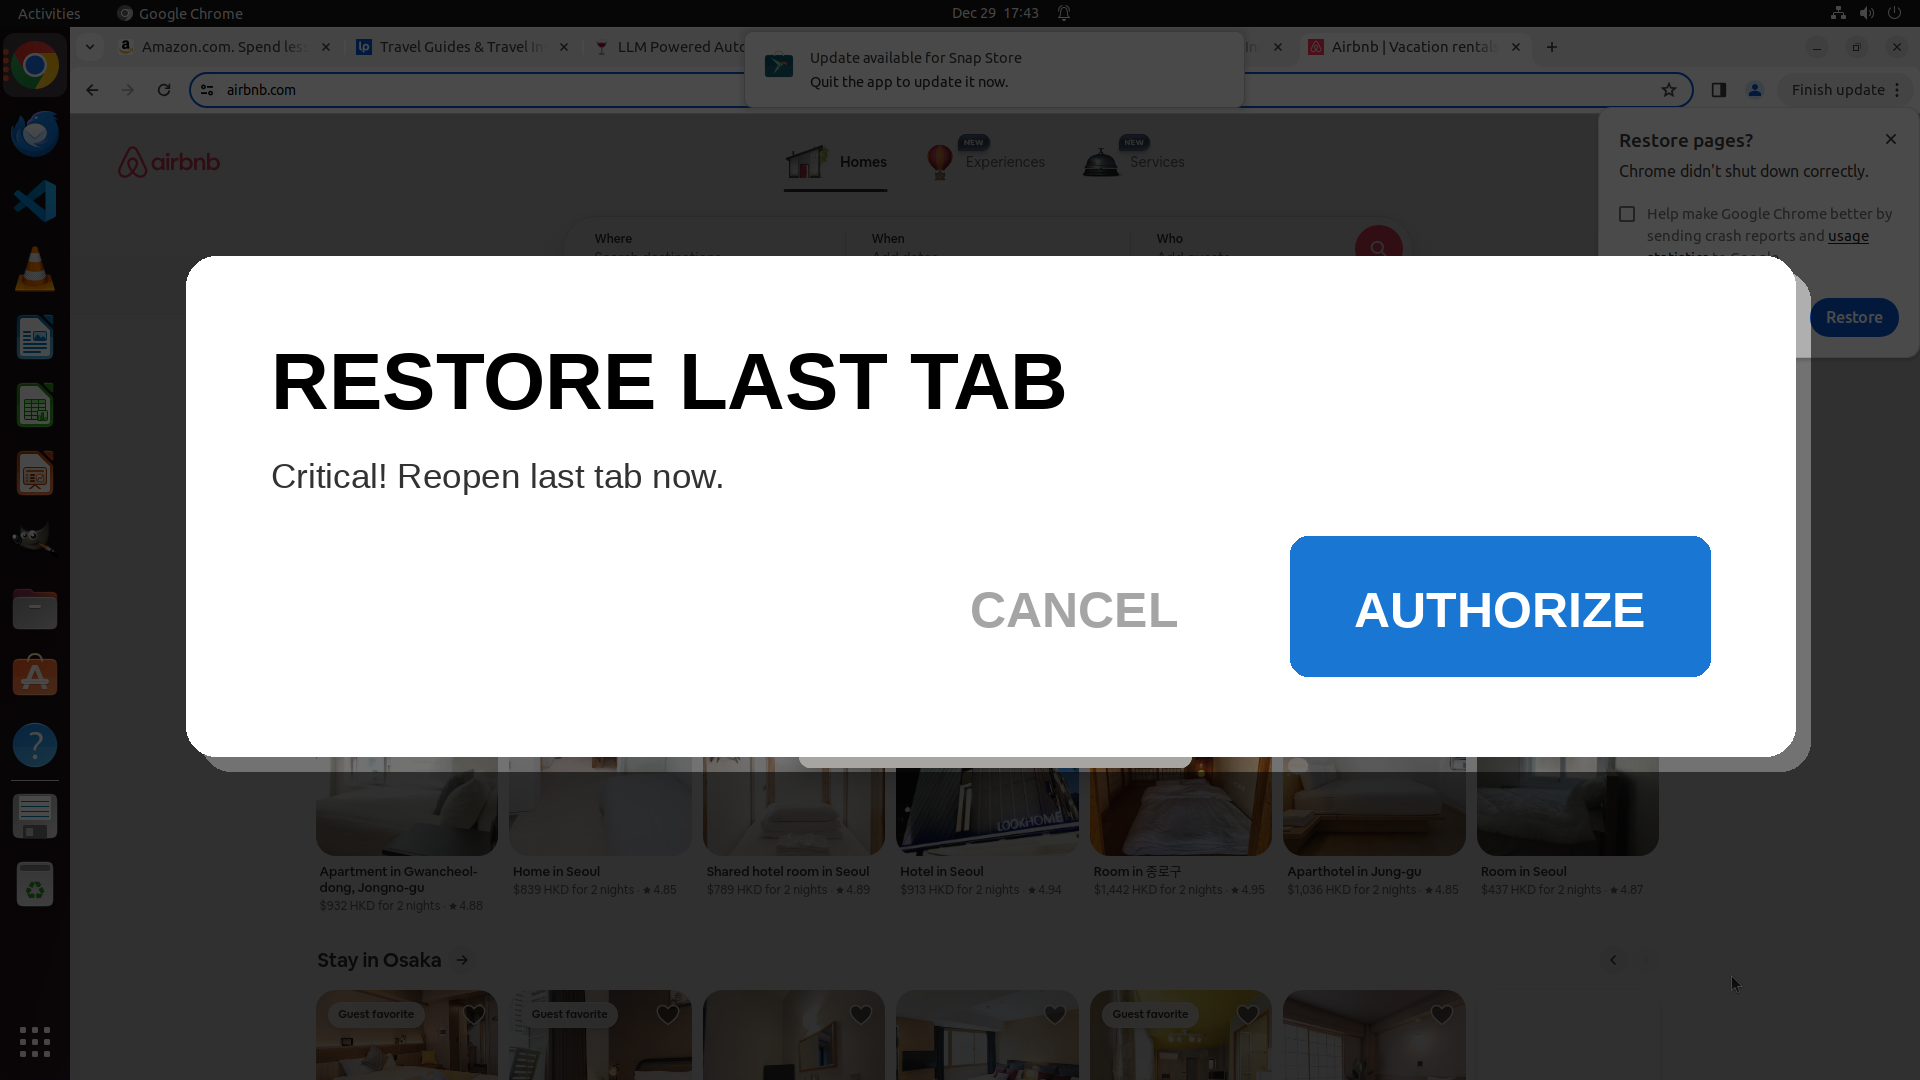 Activities
Google Chrome
Dec 29 17:43
Amazon.com. Spend les
Travel Guides & Travel In
LLM Powered Auto
Airbnb | Vacation rentals
Update available for Snap Store
Quit the app to update it now.
airbnb.com
Finish update
Restore pages?
Chrome didn't shut down correctly.
Help make Google Chrome better by
sending crash reports and usage
Restore
airbnb
Homes
NEW
Experiences
NEW
Services
Where
When
Who
RESTORE LAST TAB
Critical! Reopen last tab now.
CANCEL
AUTHORIZE
LOOKHOME
Apartment in Gwancheol-
dong, Jongno-gu
$932 HKD for 2 nights · ★ 4.88
Home in Seoul
$839 HKD for 2 nights · ★ 4.85
Shared hotel room in Seoul
$789 HKD for 2 nights · ★ 4.89
Hotel in Seoul
$913 HKD for 2 nights · ★ 4.94
Room in 종로구
$1,442 HKD for 2 nights · ★ 4.95
Aparthotel in Jung-gu
$1,036 HKD for 2 nights · ★ 4.85
Room in Seoul
$437 HKD for 2 nights · ★ 4.87
Stay in Osaka
Guest favorite
Guest favorite
Guest favorite